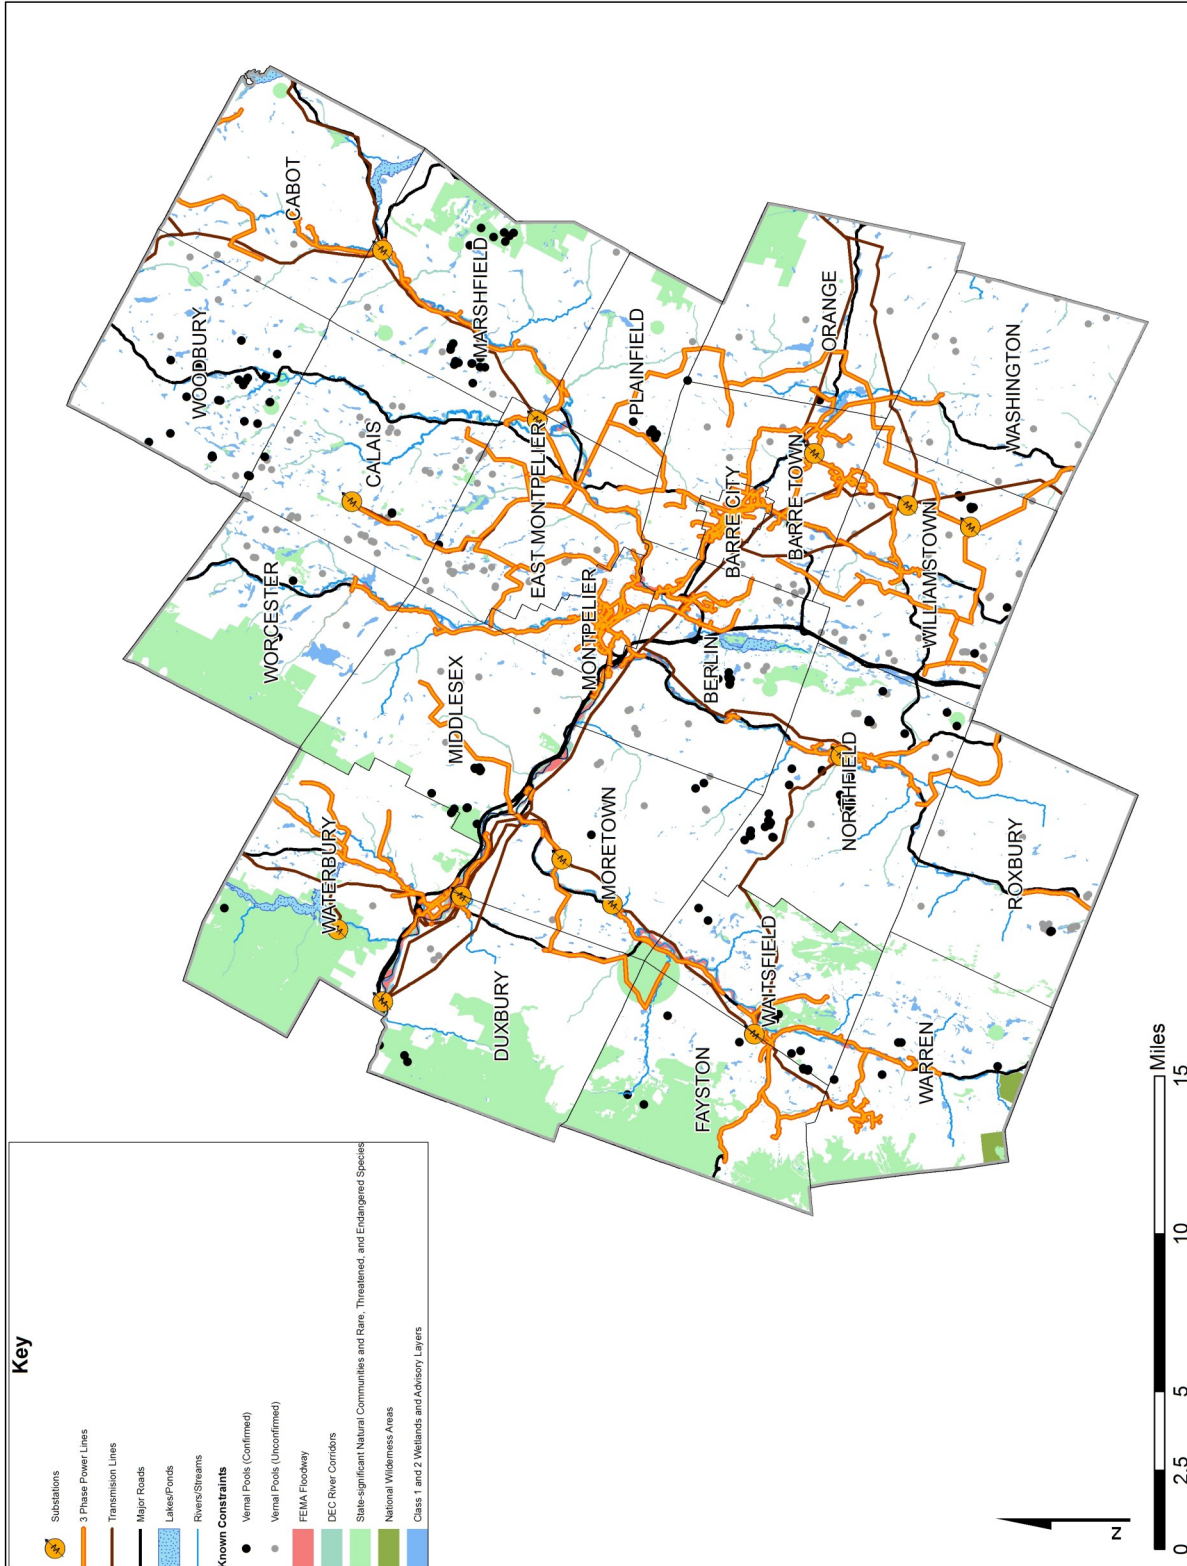 Key
Substations
3 Phase Power Lines
Transmision Lines
Major Roads
Lakes/Ponds
Rivers/Streams
Known Constraints
Vernal Pools (Confirmed)
Vernal Pools (Unconfirmed)
FEMA Floodway
DEC River Corridors
State-significant Natural Communities and Rare, Threatened, and Endangered Species
National Wilderness Areas
Class 1 and 2 Wetlands and Advisory Layers
CABOT
WOODBURY
MARSHFIELD
CALAIS
WORCESTER
PLAINFIELD
EAST MONTPELIER
ORANGE
WASHINGTON
BARRE CITY
BARRE TOWN
MONTPELIER
MIDDLESEX
WILLIAMSTOWN
BERLIN
WATERBURY
MORETOWN
NORTHFIELD
ROXBURY
DUXBURY
WAITSFIELD
FAYSTON
WARREN
N
0 2.5 5 10 15
Miles